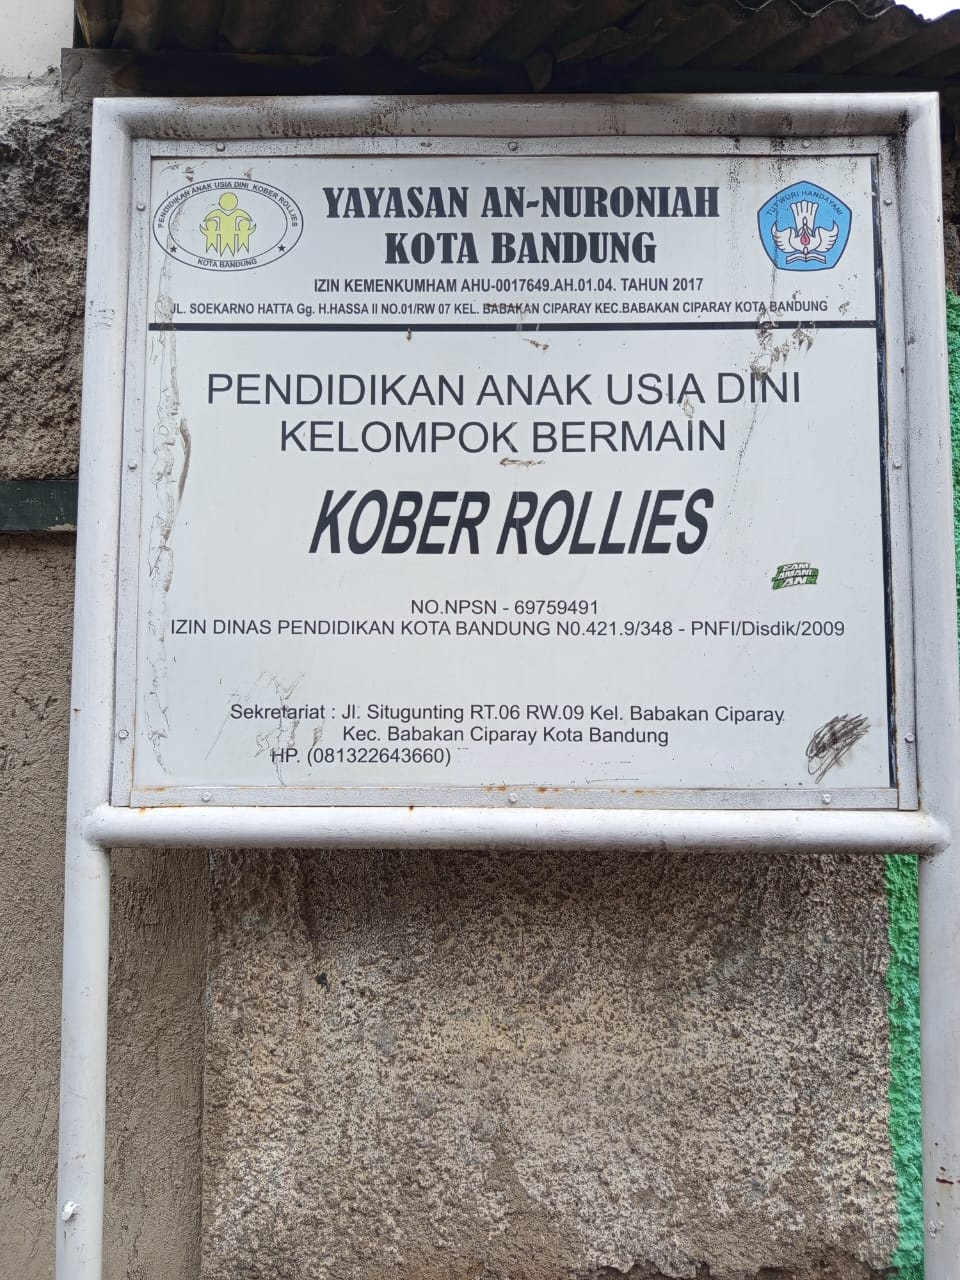 PENDIDIKAN ANAK USIA DINI KOBER ROLLIES
KOTA BANDUNG
YAYASAN AN-NURONIAH
KOTA BANDUNG
TUT WURI HANDAYANI
IZIN KEMENKUMHAM AHU-0017649.AH.01.04. TAHUN 2017
JL. SOEKARNO HATTA Gg. H.HASSA II NO.01/RW 07 KEL. BABAKAN CIPARAY KEC.BABAKAN CIPARAY KOTA BANDUNG
PENDIDIKAN ANAK USIA DINI
KELOMPOK BERMAIN
KOBER ROLLIES
TEAM
NO.NPSN - 69759491
IZIN DINAS PENDIDIKAN KOTA BANDUNG N0.421.9/348 - PNFI/Disdik/2009
Sekretariat : Jl. Situgunting RT.06 RW.09 Kel. Babakan Ciparay
Kec. Babakan Ciparay Kota Bandung
HP. (081322643660)